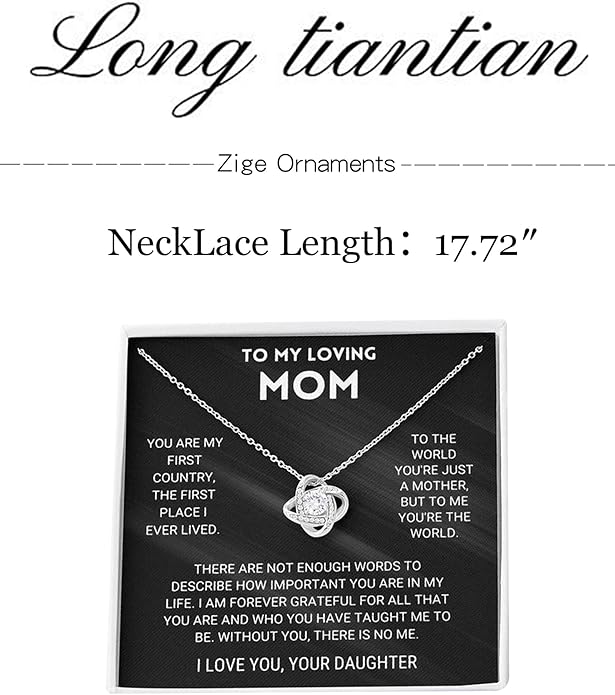 Long tiantian
Zige Ornaments
NeckLace Length: 17.72"
TO MY LOVING
MOM
YOU ARE MY
FIRST
COUNTRY,
THE FIRST
PLACE I
EVER LIVED.
TO THE
WORLD
YOU'RE JUST
A MOTHER,
BUT TO ME
YOU'RE THE
WORLD.
THERE ARE NOT ENOUGH WORDS TO
DESCRIBE HOW IMPORTANT YOU ARE IN MY
LIFE. I AM FOREVER GRATEFUL FOR ALL THAT
YOU ARE AND WHO YOU HAVE TAUGHT ME TO
BE. WITHOUT YOU, THERE IS NO ME.
I LOVE YOU, YOUR DAUGHTER